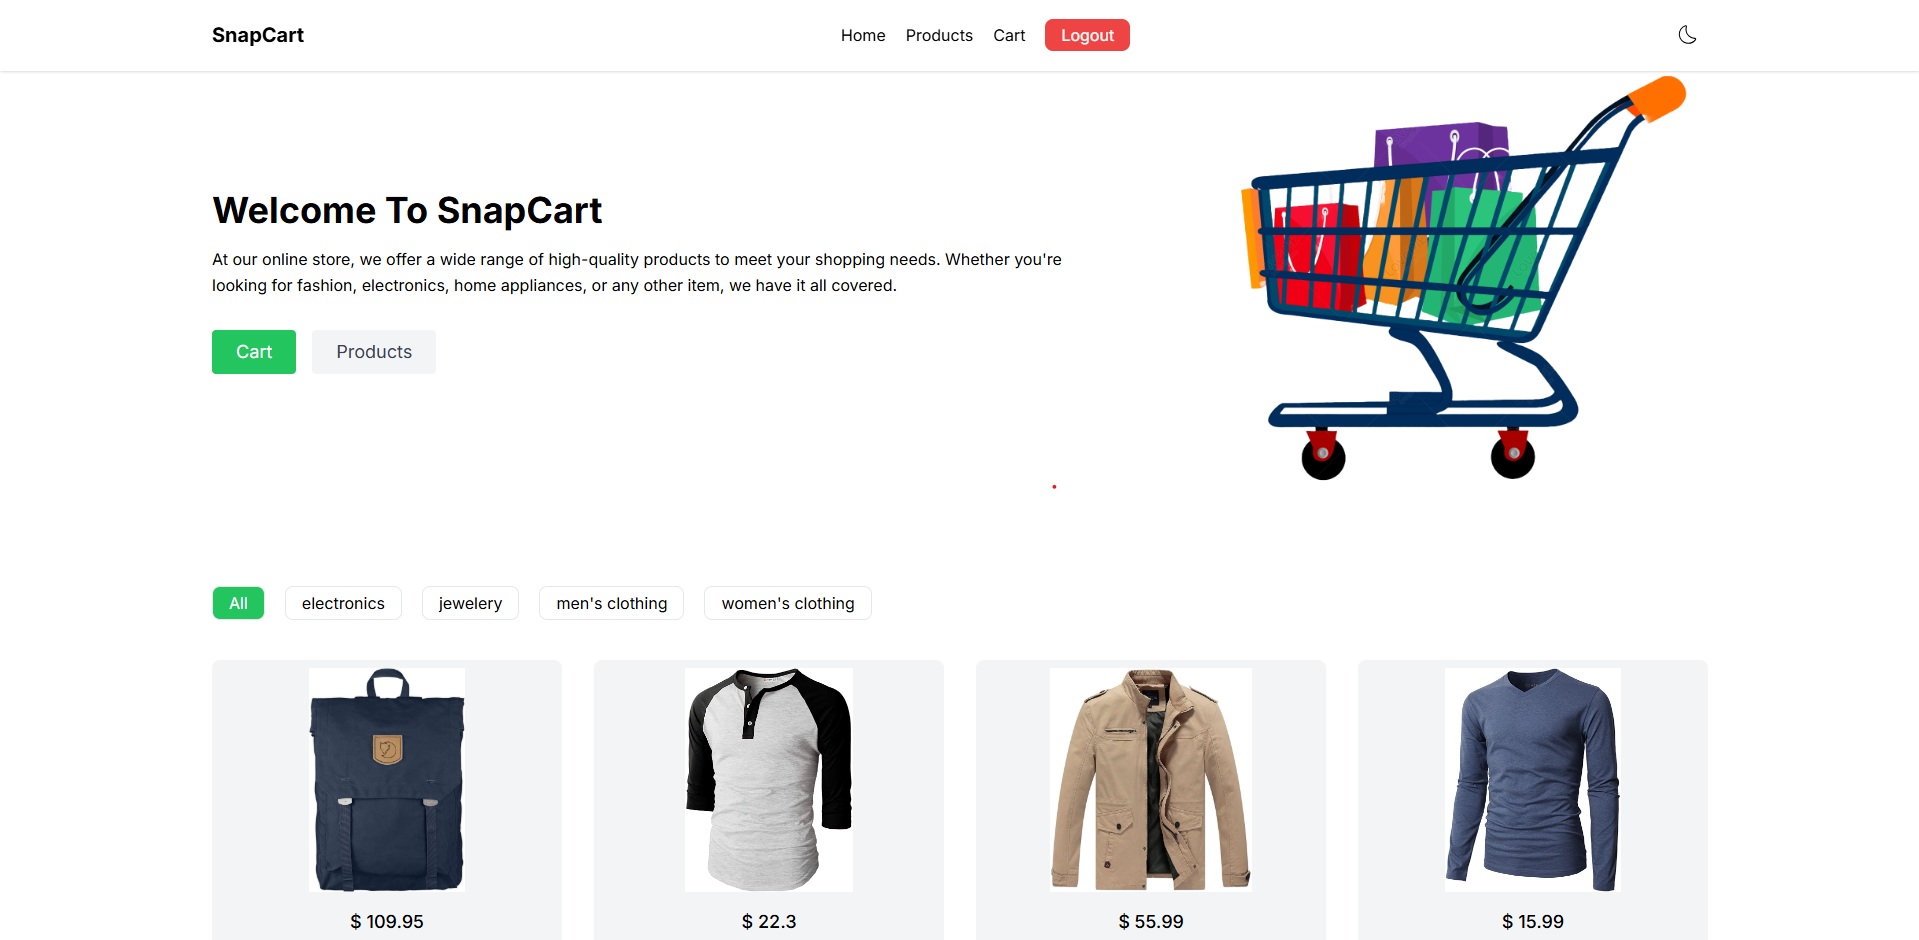 SnapCart
Home Products Cart Logout
Welcome To SnapCart
At our online store, we offer a wide range of high-quality products to meet your shopping needs. Whether you're
looking for fashion, electronics, home appliances, or any other item, we have it all covered.
Cart Products
All electronics jewelery men's clothing women's clothing
$ 109.95 $ 22.3 $ 55.99 $ 15.99